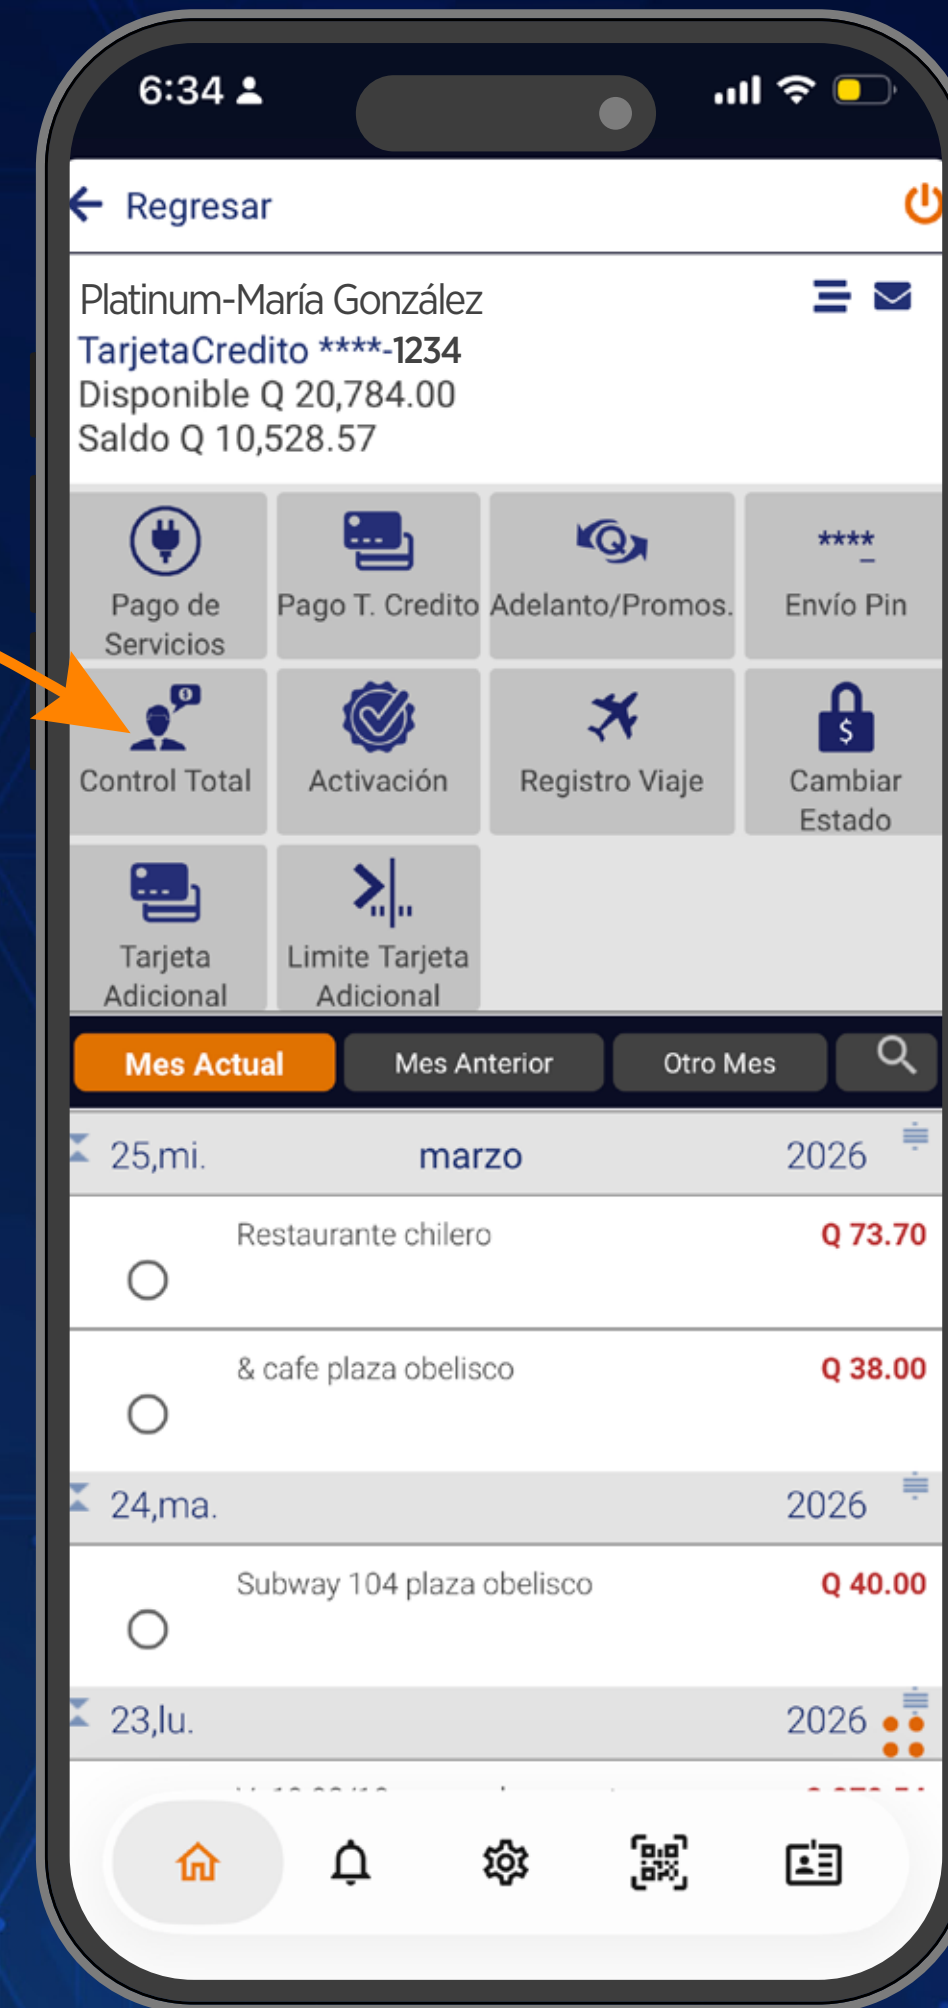 6:34
Regresar
Platinum-María González
TarjetaCredito ****-1234
Disponible Q 20,784.00
Saldo Q 10,528.57
Pago de
Servicios
Pago T. Credito
Adelanto/Promos.
****
Envío Pin
Control Total
Activación
Registro Viaje
Cambiar
Estado
Tarjeta
Adicional
Limite Tarjeta
Adicional
Mes Actual
Mes Anterior
Otro Mes
25,mi. marzo 2026
Restaurante chilero Q 73.70
& cafe plaza obelisco Q 38.00
24,ma. 2026
Subway 104 plaza obelisco Q 40.00
23,lu. 2026